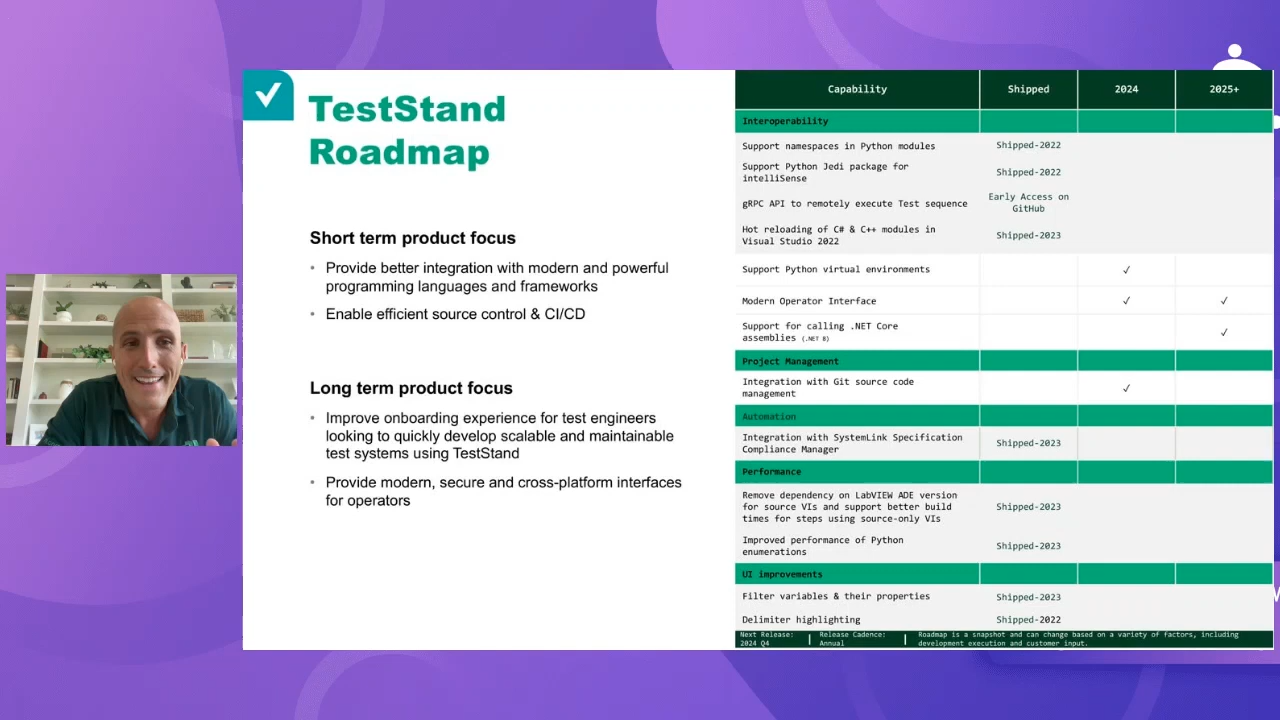 TestStand
Roadmap
Short term product focus
• Provide better integration with modern and powerful
programming languages and frameworks
• Enable efficient source control & CI/CD
Long term product focus
• Improve onboarding experience for test engineers
looking to quickly develop scalable and maintainable
test systems using TestStand
• Provide modern, secure and cross-platform interfaces
for operators
Capability Shipped 2024 2025+
Interoperability
Support namespaces in Python modules Shipped-2022
Support Python Jedi package for
intelliSense Shipped-2022
gRPC API to remotely execute Test sequence Early Access on
GitHub
Hot reloading of C# & C++ modules in
Visual Studio 2022 Shipped-2023
Support Python virtual environments ✓
Modern Operator Interface ✓ ✓
Support for calling .NET Core
assemblies (.NET 8) ✓
Project Management
Integration with Git source code
management ✓
Automation
Integration with SystemLink Specification
Compliance Manager Shipped-2023
Performance
Remove dependency on LabVIEW ADE version
for source VIs and support better build
times for steps using source-only VIs Shipped-2023
Improved performance of Python
enumerations Shipped-2023
UI improvements
Filter variables & their properties Shipped-2023
Delimiter highlighting Shipped-2022
Next Release:
2024 Q4
Release Cadence:
Annual
Roadmap is a snapshot and can change based on a variety of factors, including
development execution and customer input.